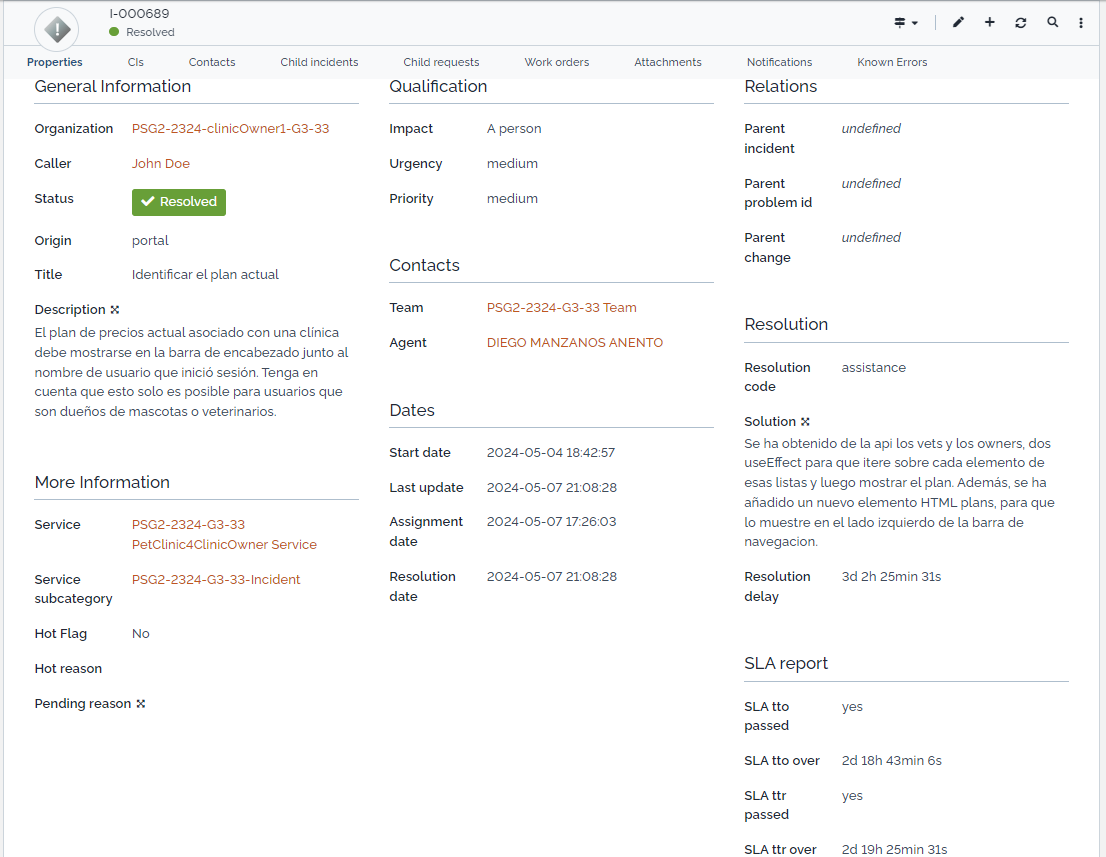 I-000689
Resolved
Properties
CIs
Contacts
Child incidents
Child requests
Work orders
Attachments
Notifications
Known Errors
General Information
Organization PSG2-2324-clinicOwner1-G3-33
Caller John Doe
Status Resolved
Origin portal
Title Identificar el plan actual
Description
El plan de precios actual asociado con una clínica
debe mostrarse en la barra de encabezado junto al
nombre de usuario que inició sesión. Tenga en
cuenta que esto solo es posible para usuarios que
son dueños de mascotas o veterinarios.
More Information
Service PSG2-2324-G3-33
PetClinic4ClinicOwner Service
Service PSG2-2324-G3-33-Incident
subcategory
Hot Flag No
Hot reason
Pending reason
Qualification
Impact A person
Urgency medium
Priority medium
Contacts
Team PSG2-2324-G3-33 Team
Agent DIEGO MANZANOS ANENTO
Dates
Start date 2024-05-04 18:42:57
Last update 2024-05-07 21:08:28
Assignment 2024-05-07 17:26:03
date
Resolution 2024-05-07 21:08:28
date
Relations
Parent undefined
incident
Parent undefined
problem id
Parent undefined
change
Resolution
Resolution assistance
code
Solution
Se ha obtenido de la api los vets y los owners, dos
useEffect para que itere sobre cada elemento de
esas listas y luego mostrar el plan. Además, se ha
añadido un nuevo elemento HTML plans, para que
lo muestre en el lado izquierdo de la barra de
navegacion.
Resolution 3d 2h 25min 31s
delay
SLA report
SLA tto yes
passed
SLA tto over 2d 18h 43min 6s
SLA ttr yes
passed
SLA ttr over 2d 19h 25min 31s